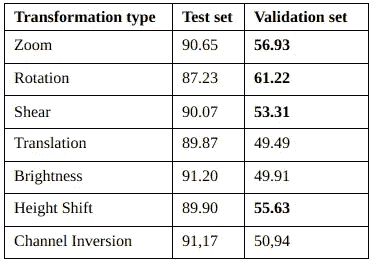 Transformation type Test set Validation set
Zoom 90.65 56.93
Rotation 87.23 61.22
Shear 90.07 53.31
Translation 89.87 49.49
Brightness 91.20 49.91
Height Shift 89.90 55.63
Channel Inversion 91,17 50,94